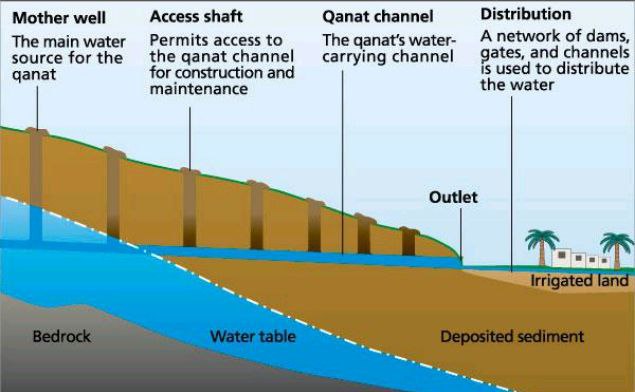 Mother well
The main water
source for the
qanat
Access shaft
Permits access to
the qanat channel
for construction and
maintenance
Qanat channel
The qanat's water-
carrying channel
Distribution
A network of dams,
gates, and channels
is used to distribute
the water
Outlet
Irrigated land
Bedrock
Water table
Deposited sediment